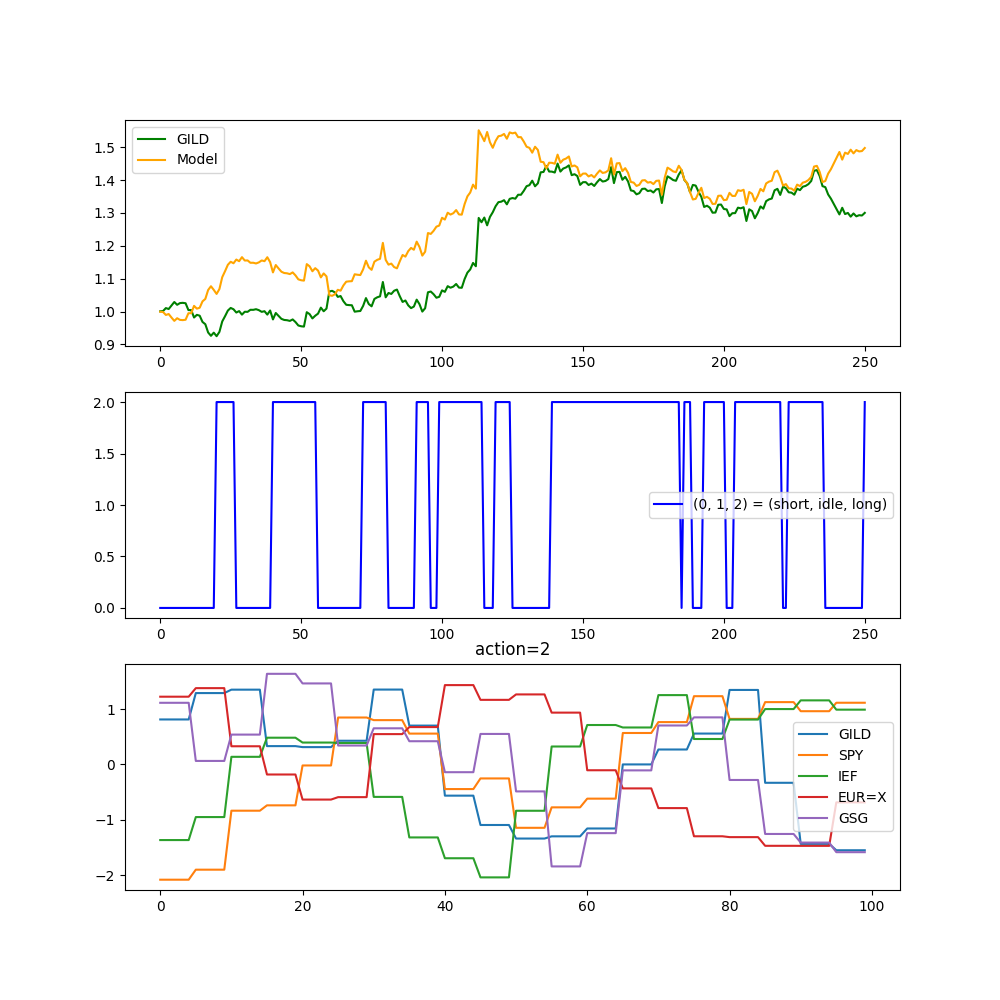 GILD
Model
1.5
1.4
1.3
1.2
1.1
1.0
0.9
0 50 100 150 200 250
2.0
1.5
1.0
0.5
0.0
(0, 1, 2) = (short, idle, long)
0 50 100 150 200 250
action=2
1
0
−1
−2
GILD
SPY
IEF
EUR=X
GSG
0 20 40 60 80 100